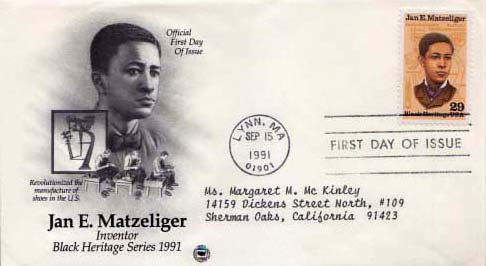 Official
First Day
Of Issue
Revolutionized the
manufacture of
shoes in the U.S.
Jan E. Matzeliger
Inventor
Black Heritage Series 1991
Jan E. Matzeliger
29
Black Heritage USA
LYNN, MA
SEP 15
1991
01901
FIRST DAY OF ISSUE
Ms. Margaret M. Mc Kinley
14159 Dickens Street North, #109
Sherman Oaks, California 91423